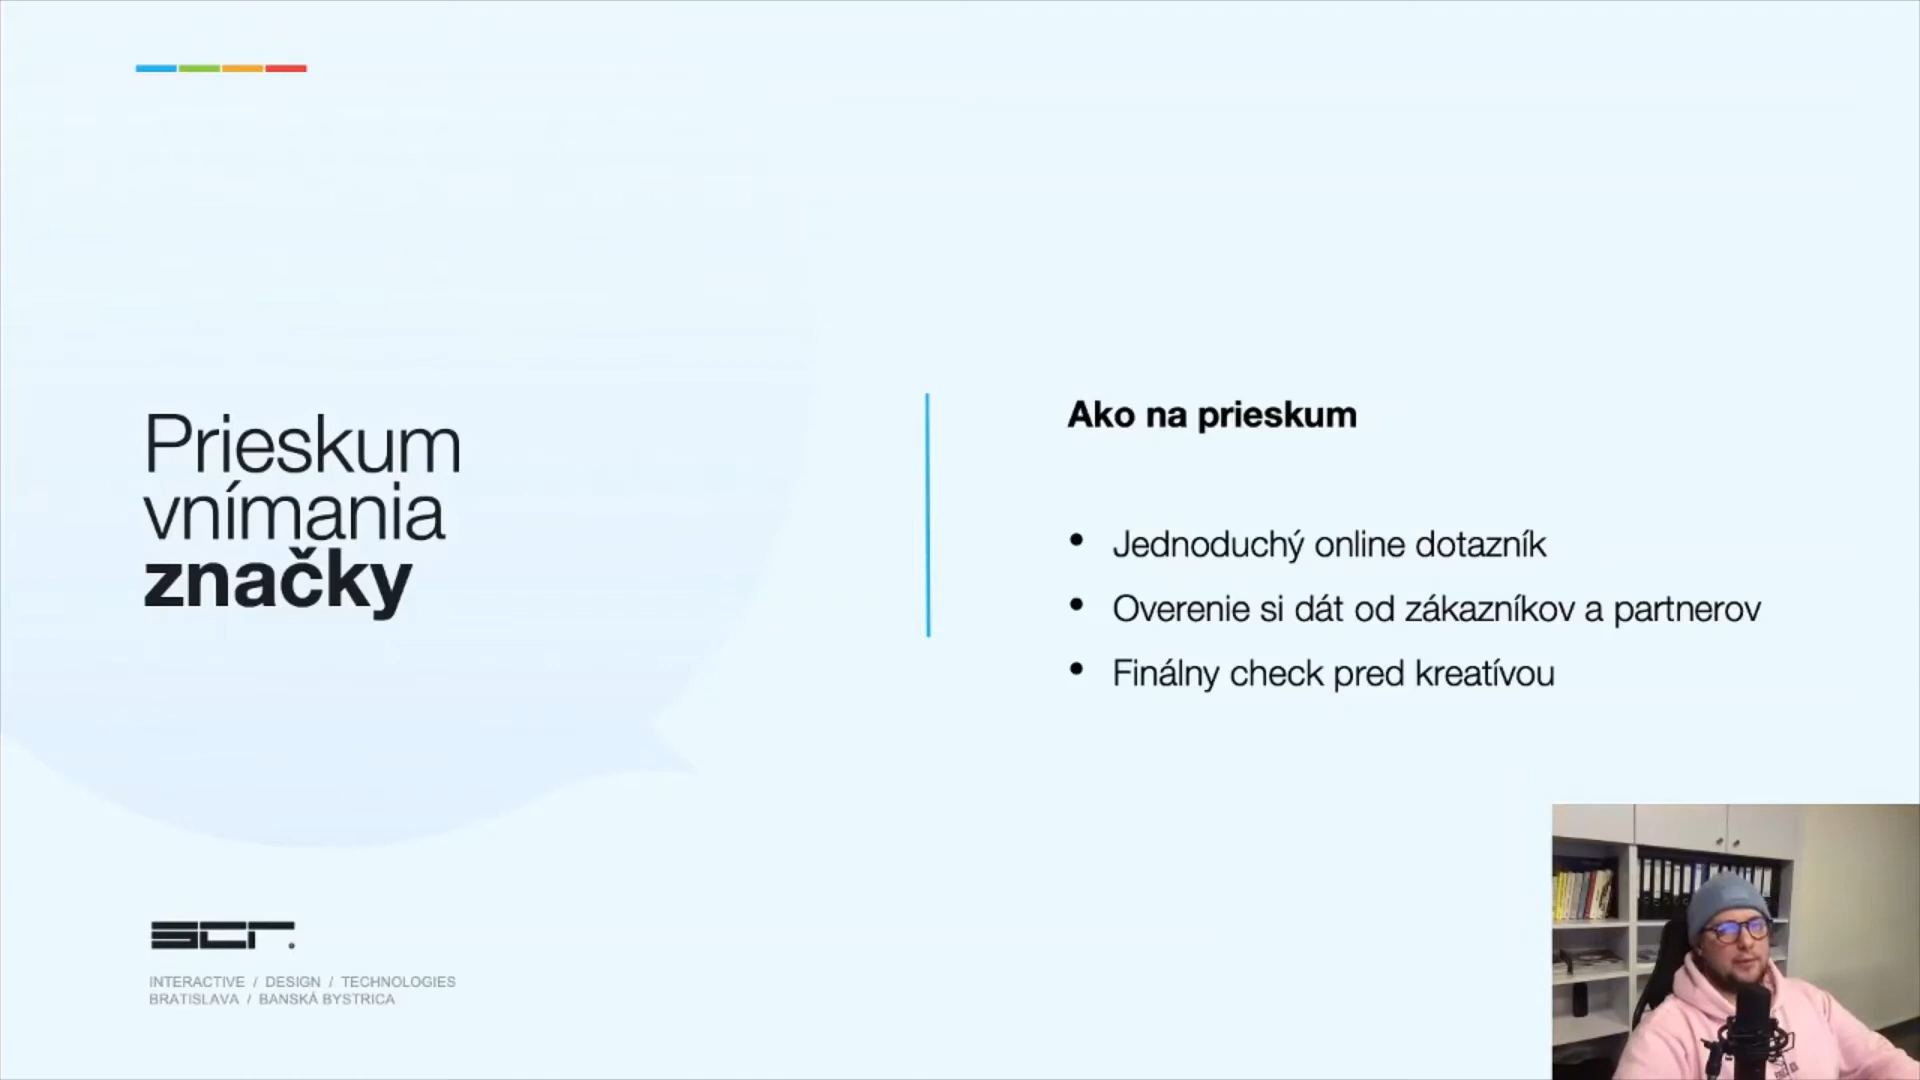 Prieskum
vnímania
značky
Ako na prieskum
• Jednoduchý online dotazník
• Overenie si dát od zákazníkov a partnerov
• Finálny check pred kreatívou
scr.
INTERACTIVE / DESIGN / TECHNOLOGIES
BRATISLAVA / BANSKÁ BYSTRICA